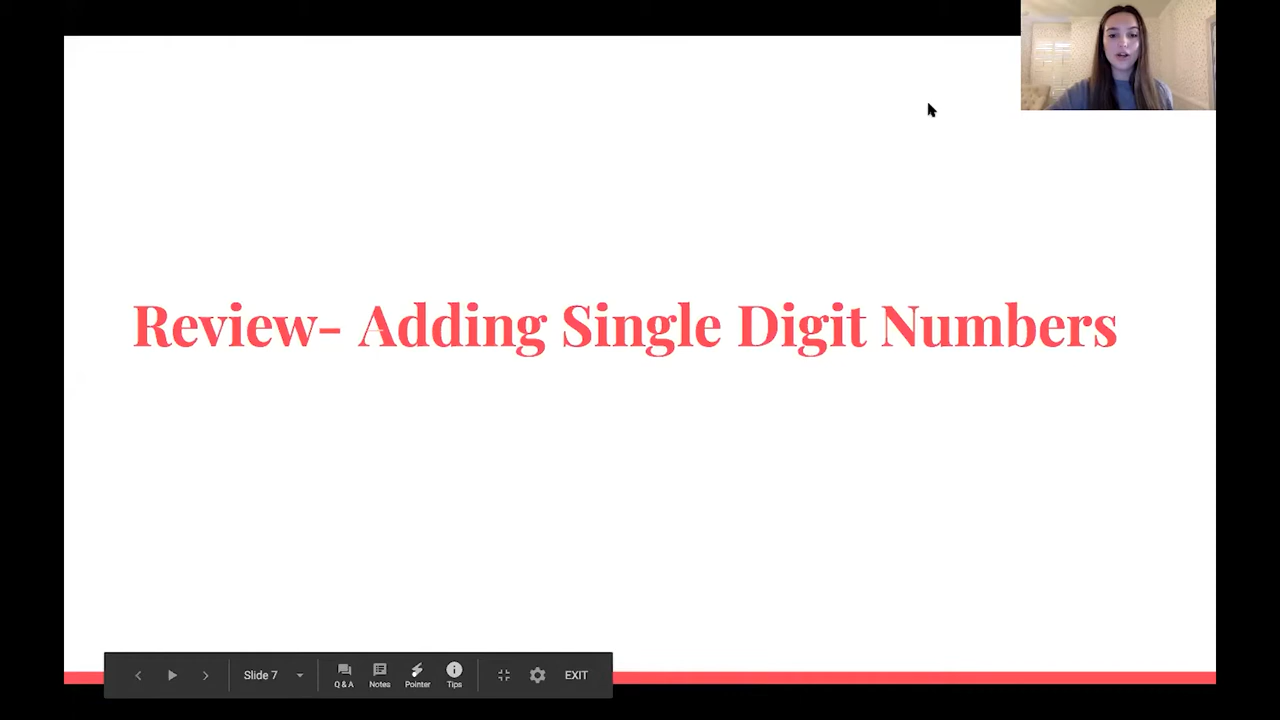 Review- Adding Single Digit Numbers
Slide 7
Q & A
Notes
Pointer
Tips
EXIT